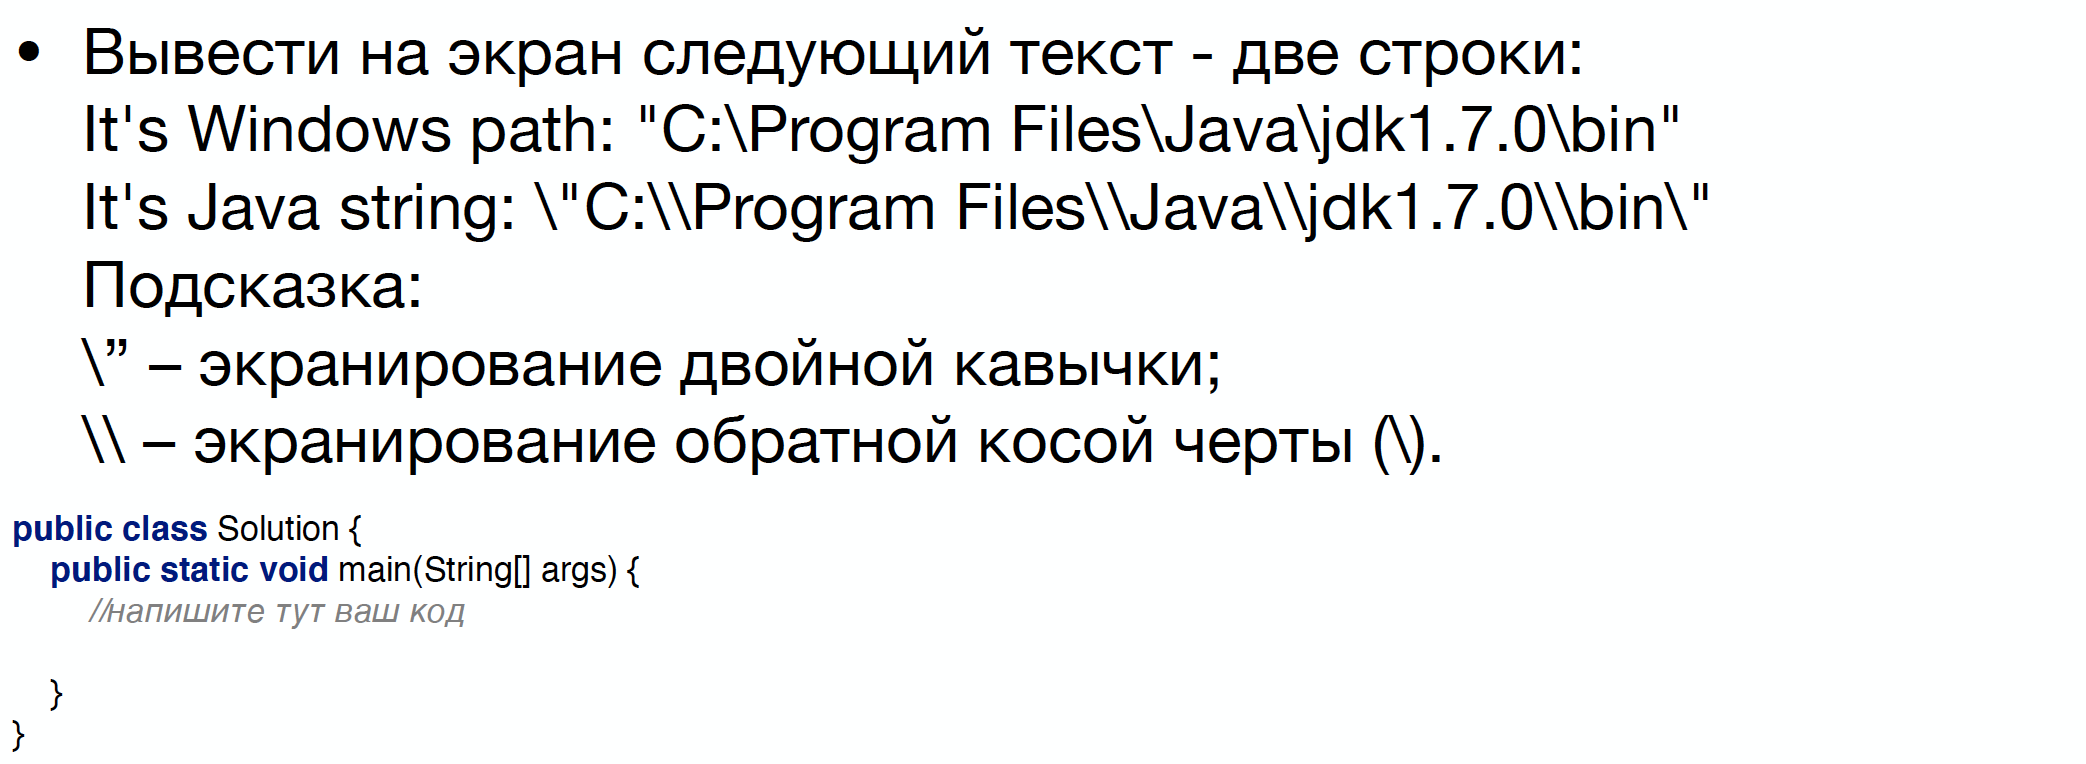 • Вывести на экран следующий текст - две строки:
It's Windows path: "C:\Program Files\Java\jdk1.7.0\bin"
It's Java string: \"C:\\Program Files\\Java\\jdk1.7.0\\bin\"
Подсказка:
\” – экранирование двойной кавычки;
\\ – экранирование обратной косой черты (\).
public class Solution {
public static void main(String[] args) {
//напишите тут ваш код
}
}